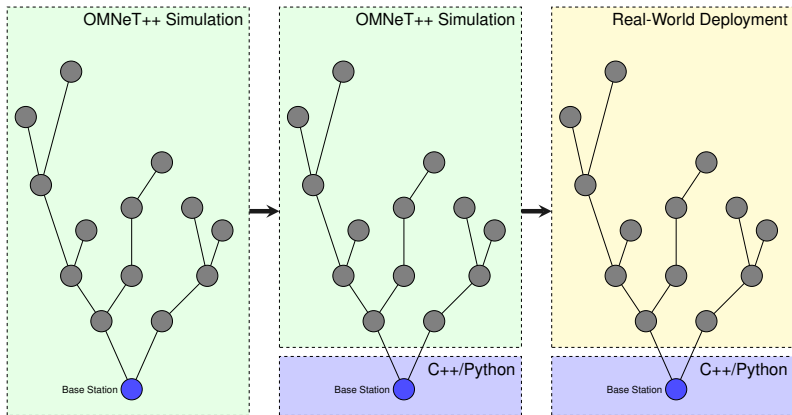 OMNeT++ Simulation
OMNeT++ Simulation
Real-World Deployment
C++/Python
C++/Python
Base Station
Base Station
Base Station